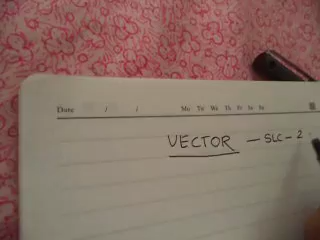 Date / / Mo Tu We Th Fr Sa Su
VECTOR — SLC - 2